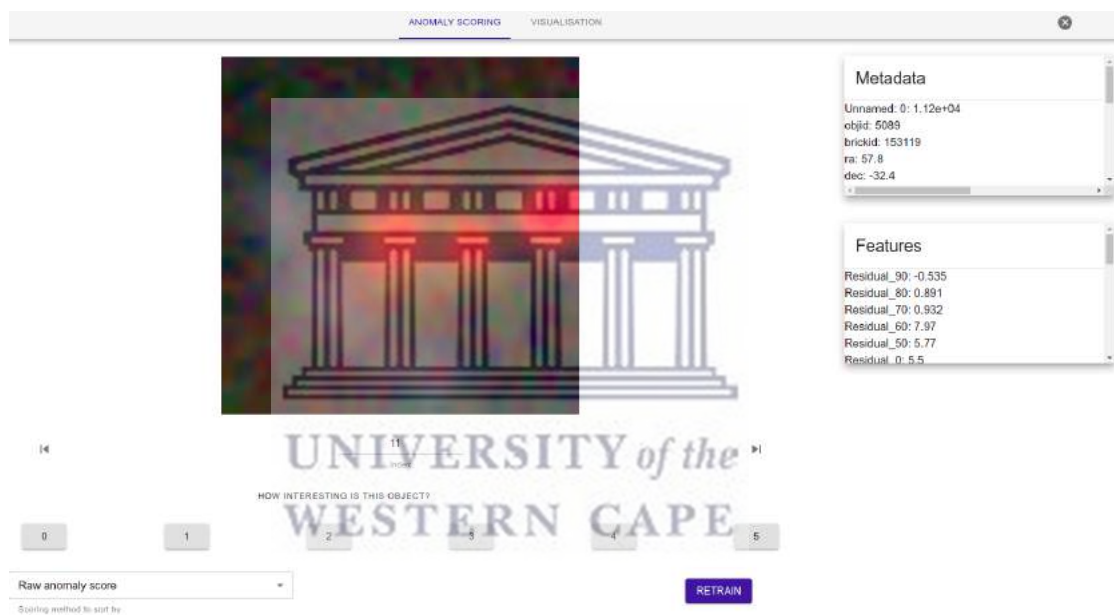 ANOMALY SCORING VISUALISATION
Metadata
Unnamed: 0: 1.12e+04
objid: 5089
brickid: 153119
ra: 57.8
dec: -32.4
Features
Residual_90: -0.535
Residual_80: 0.891
Residual_70: 0.932
Residual_60: 7.97
Residual_50: 5.77
Residual_0: 5.5
11
UNIVERSITY of the
HOW INTERESTING IS THIS OBJECT?
WESTERN CAPE
0 1 2 3 4 5
Raw anomaly score
RETRAIN
Scoring method to sort by